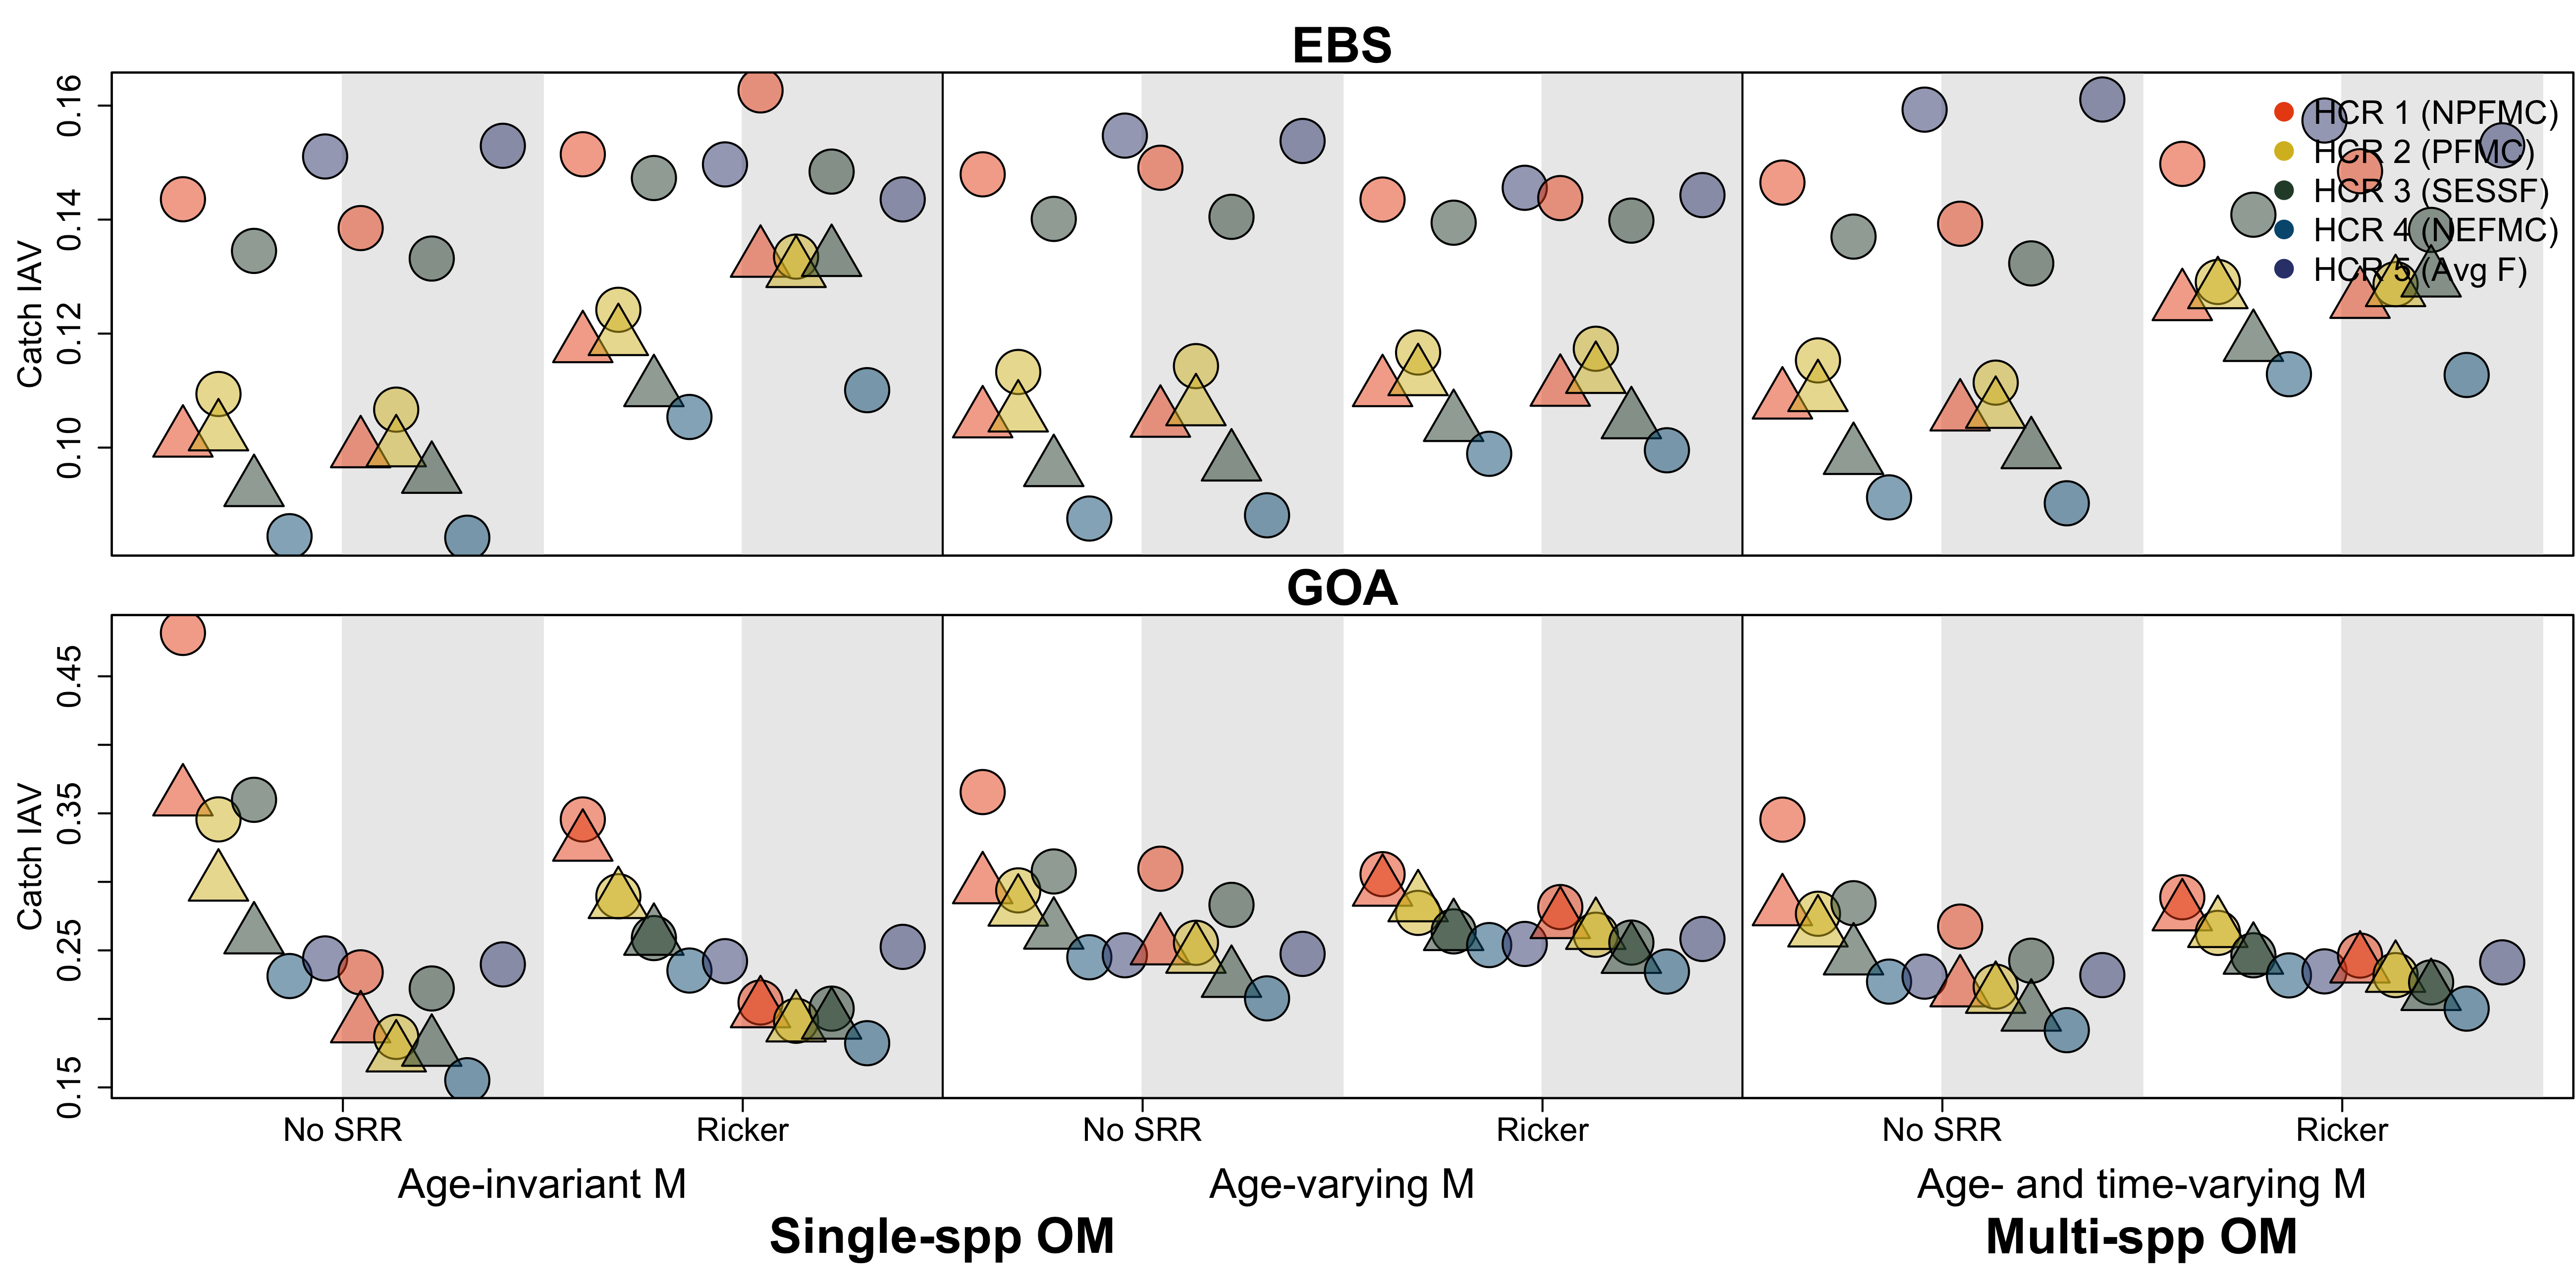 EBS
Catch IAV
0.16
0.14
0.12
0.10
HCR 1 (NPFMC)
HCR 2 (PFMC)
HCR 3 (SESSF)
HCR 4 (NEFMC)
HCR 5 (Avg F)
GOA
Catch IAV
0.45
0.35
0.25
0.15
No SRR Ricker No SRR Ricker No SRR Ricker
Age-invariant M Age-varying M Age- and time-varying M
Single-spp OM Multi-spp OM